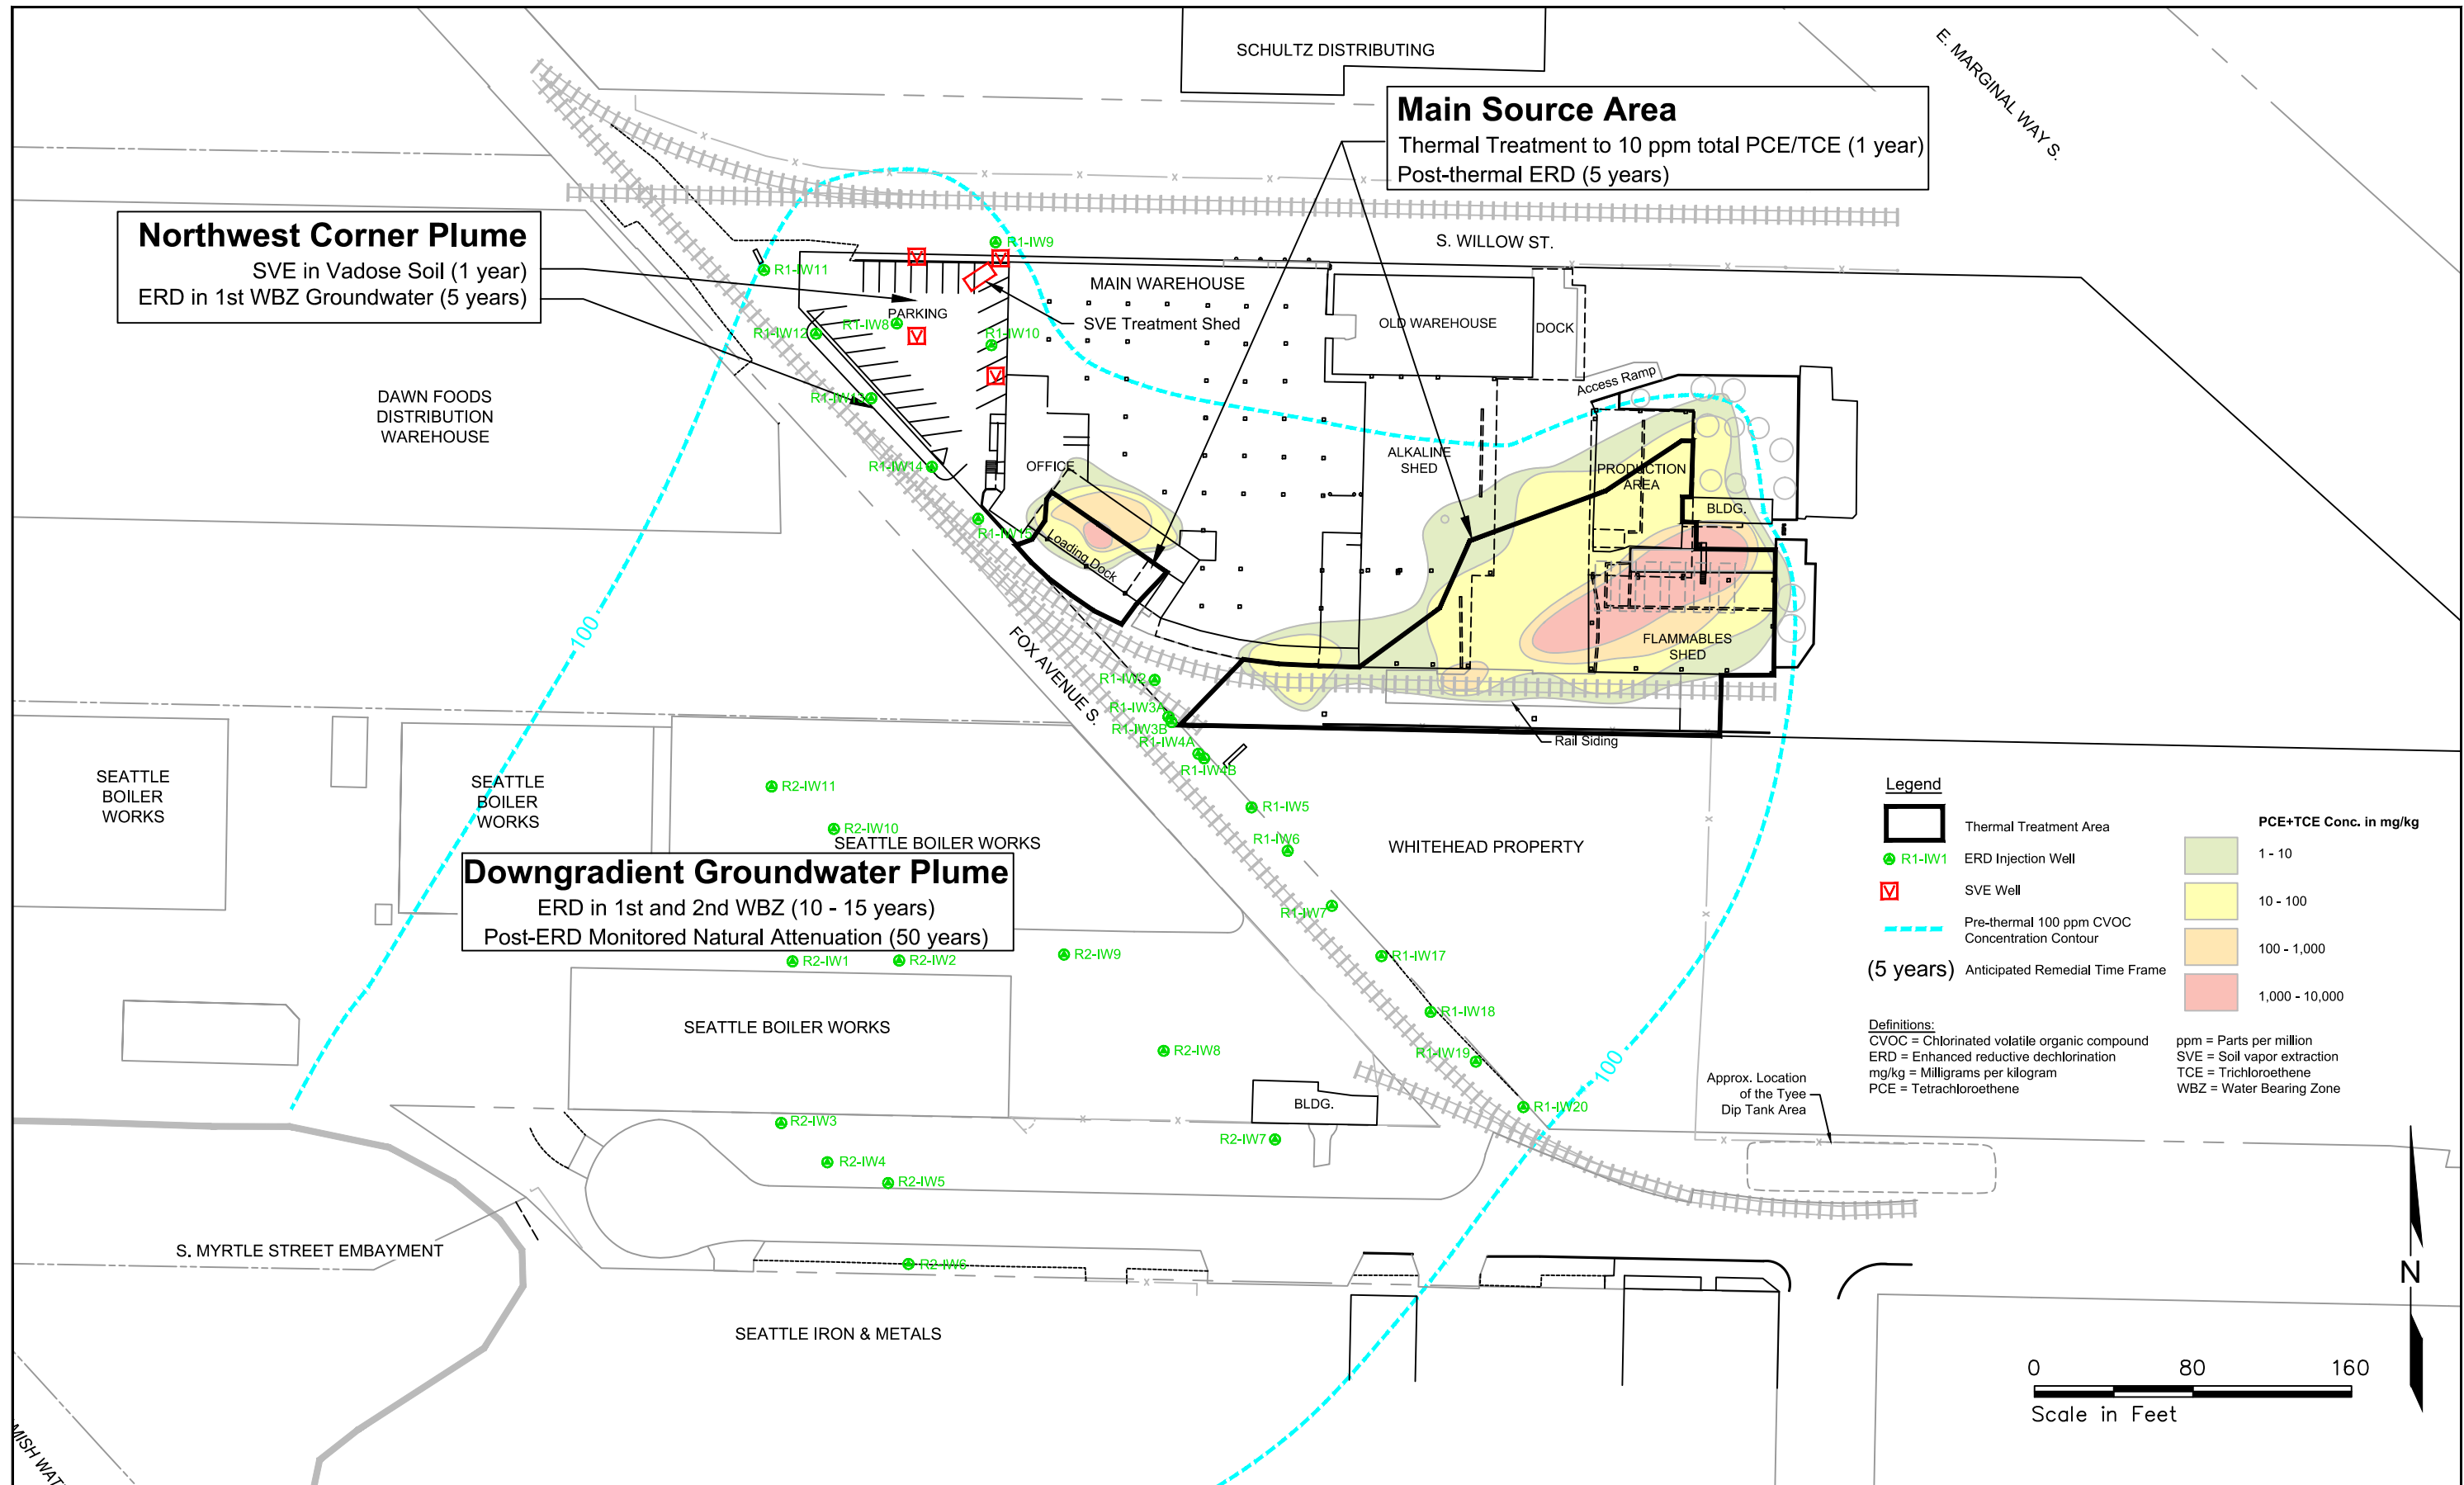 SCHULTZ DISTRIBUTING
E. MARGINAL WAY S.
Main Source Area
Thermal Treatment to 10 ppm total PCE/TCE (1 year)
Post-thermal ERD (5 years)
Northwest Corner Plume
SVE in Vadose Soil (1 year)
ERD in 1st WBZ Groundwater (5 years)
S. WILLOW ST.
R1-IW9
R1-IW11
MAIN WAREHOUSE
PARKING
R1-IW8
SVE Treatment Shed
R1-IW12
R1-IW10
OLD WAREHOUSE
DOCK
Access Ramp
R1-IW13
DAWN FOODS
DISTRIBUTION
WAREHOUSE
R1-IW14
OFFICE
ALKALINE
SHED
PRODUCTION
AREA
BLDG.
R1-IW15
Loading Dock
100
FOX AVENUE S.
FLAMMABLES
SHED
R1-IW2
R1-IW3A
R1-IW3B
R1-IW4A
R1-IW4B
Rail Siding
SEATTLE
BOILER
WORKS
SEATTLE
BOILER
WORKS
R2-IW11
R2-IW10
SEATTLE BOILER WORKS
R1-IW5
R1-IW6
WHITEHEAD PROPERTY
Downgradient Groundwater Plume
ERD in 1st and 2nd WBZ (10 - 15 years)
Post-ERD Monitored Natural Attenuation (50 years)
R1-IW7
R2-IW1
R2-IW2
R2-IW9
R1-IW17
R1-IW18
SEATTLE BOILER WORKS
R2-IW8
R1-IW19
100
BLDG.
R1-IW20
R2-IW3
R2-IW7
R2-IW4
R2-IW5
R2-IW6
S. MYRTLE STREET EMBAYMENT
SEATTLE IRON & METALS
MISH WAT
Approx. Location
of the Tyee
Dip Tank Area
Legend
Thermal Treatment Area
R1-IW1 ERD Injection Well
SVE Well
Pre-thermal 100 ppm CVOC
Concentration Contour
(5 years) Anticipated Remedial Time Frame
PCE+TCE Conc. in mg/kg
1 - 10
10 - 100
100 - 1,000
1,000 - 10,000
Definitions:
CVOC = Chlorinated volatile organic compound
ERD = Enhanced reductive dechlorination
mg/kg = Milligrams per kilogram
PCE = Tetrachloroethene
ppm = Parts per million
SVE = Soil vapor extraction
TCE = Trichloroethene
WBZ = Water Bearing Zone
N
0 80 160
Scale in Feet